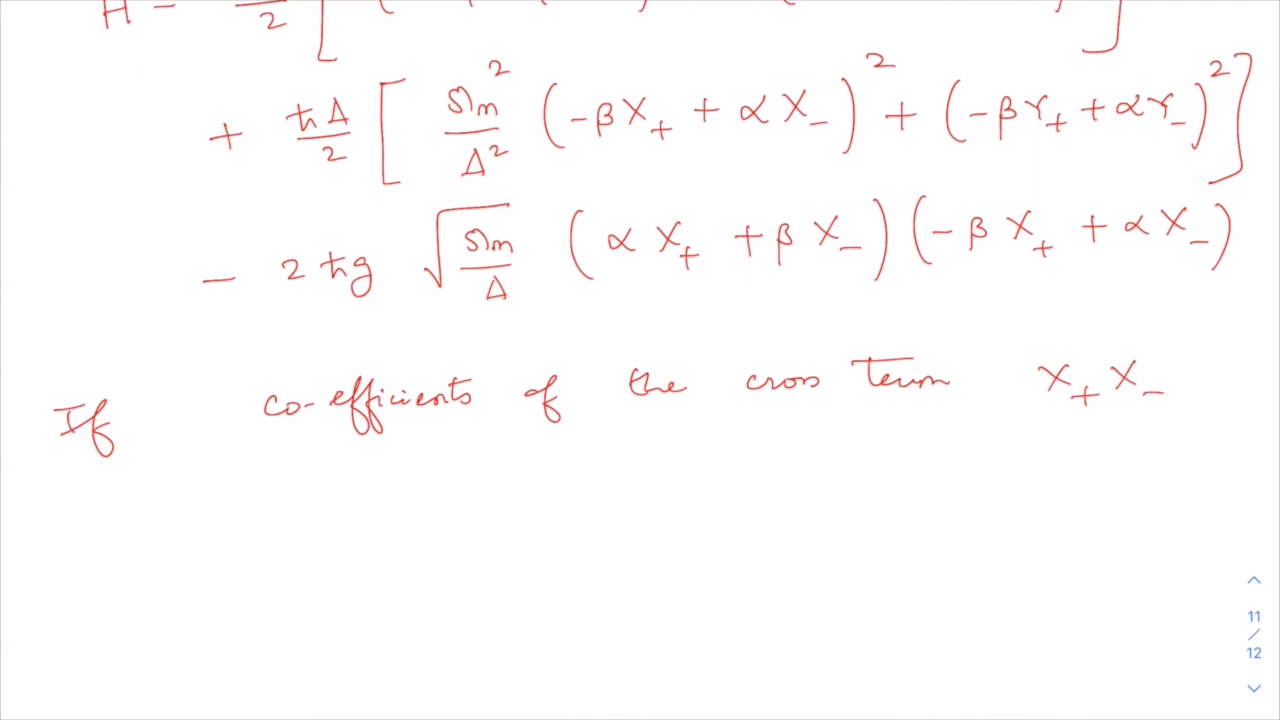 H = — / 2 [ ( ) ( ) ]
+ ħΔ/2 [ Ωm²/Δ² (-βX₊ + αX₋)² + (-βY₊ + αY₋)² ]
- 2ħg √(Ωm/Δ) (αX₊ + βX₋)(-βX₊ + αX₋)
If co-efficients of the cross term X₊X₋
11
/
12